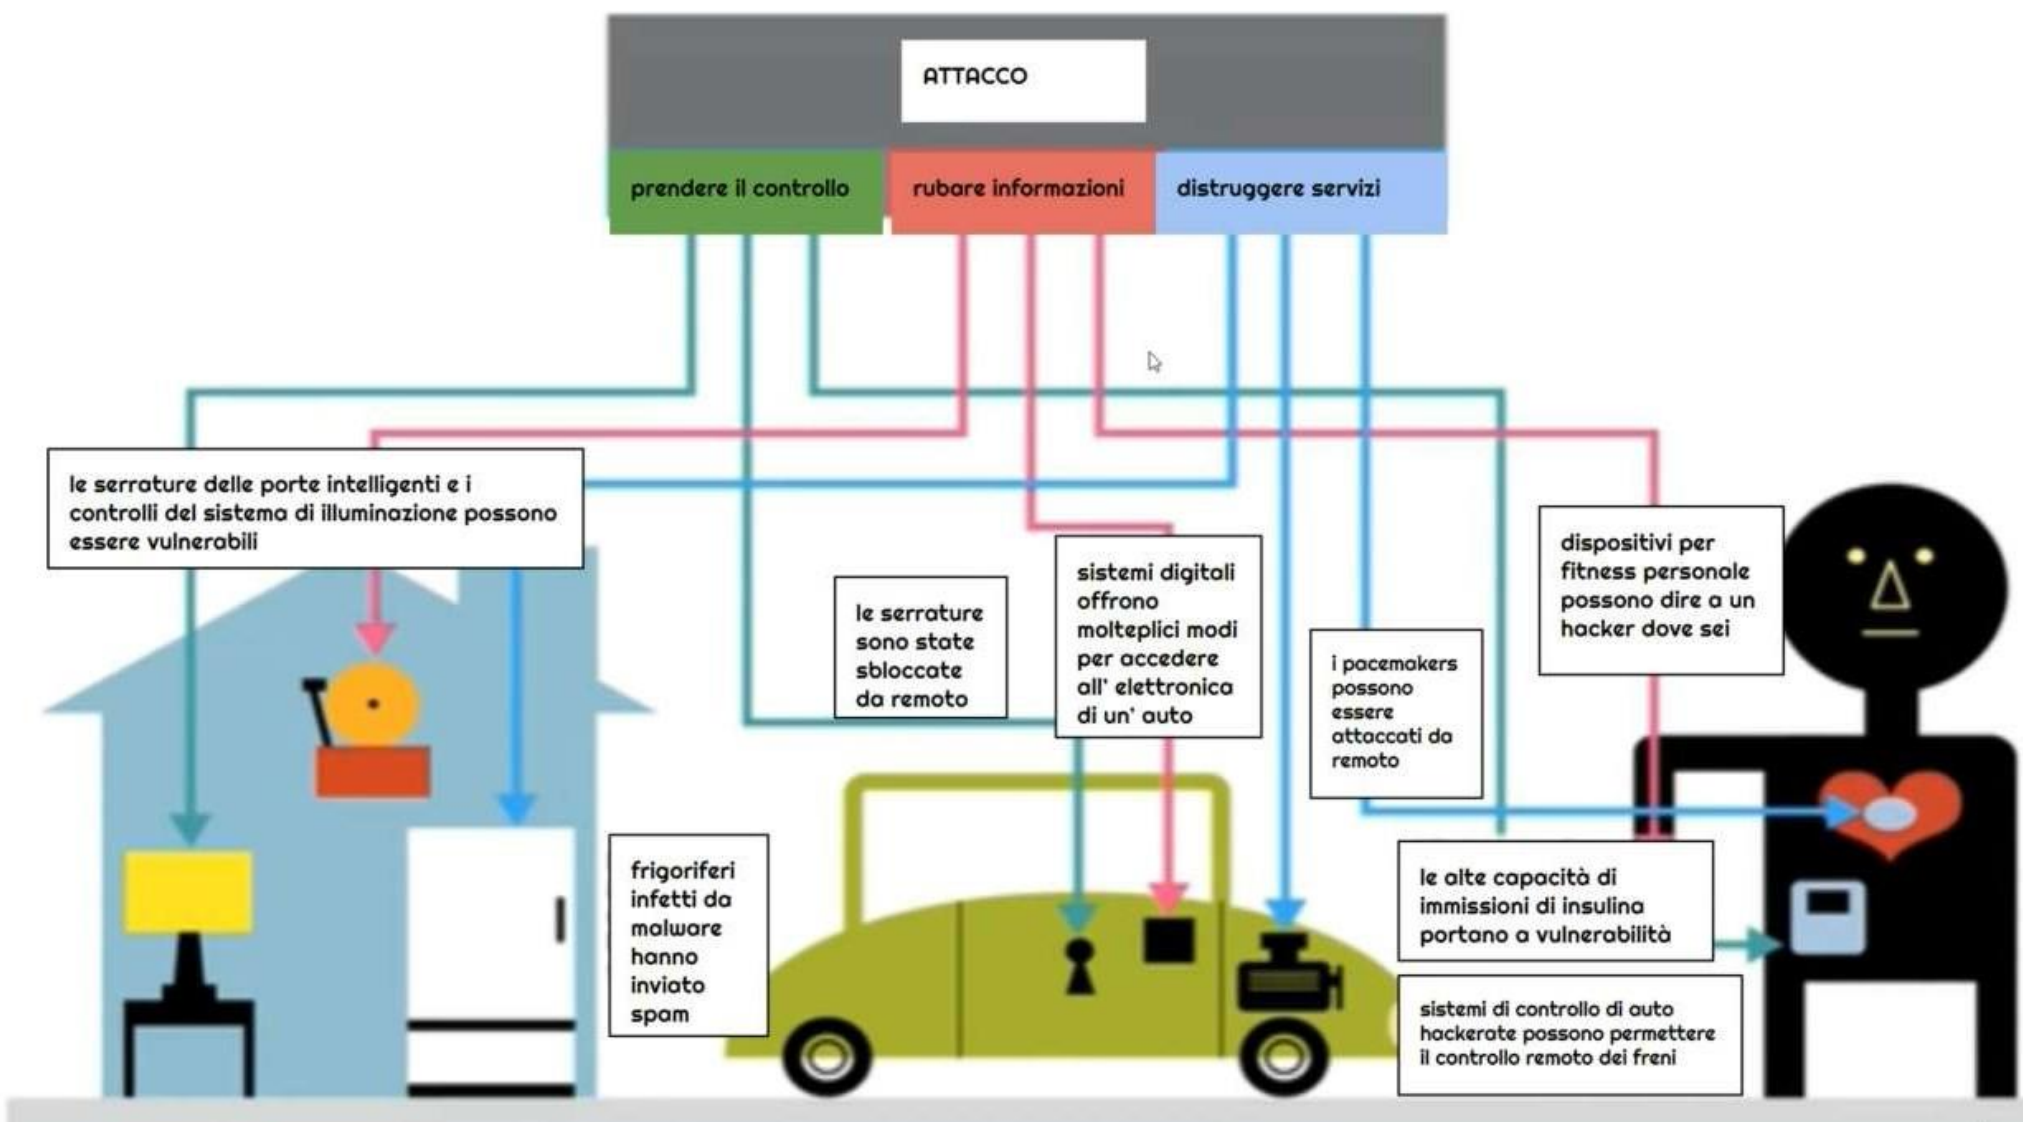 ATTACCO
prendere il controllo
rubare informazioni
distruggere servizi
le serrature delle porte intelligenti e i
controlli del sistema di illuminazione possono
essere vulnerabili
le serrature
sono state
sbloccate
da remoto
sistemi digitali
offrono
molteplici modi
per accedere
all' elettronica
di un' auto
i pacemakers
possono
essere
attaccati da
remoto
dispositivi per
fitness personale
possono dire a un
hacker dove sei
frigoriferi
infetti da
malware
hanno
inviato
spam
le alte capacità di
immissioni di insulina
portano a vulnerabilità
sistemi di controllo di auto
hackerate possono permettere
il controllo remoto dei freni